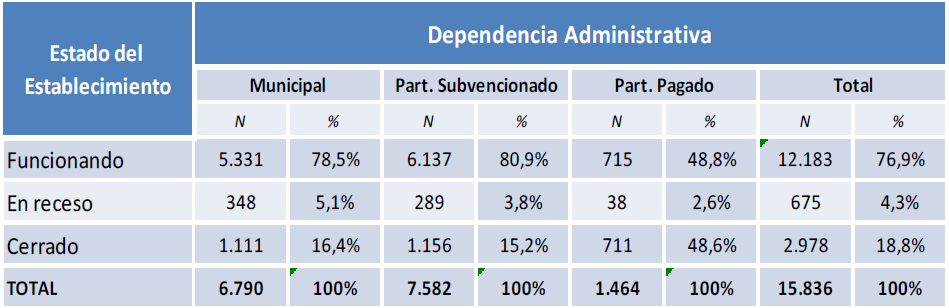 Estado del Establecimiento Dependencia Administrativa
Municipal Part. Subvencionado Part. Pagado Total
N % N % N % N %
Funcionando 5.331 78,5% 6.137 80,9% 715 48,8% 12.183 76,9%
En receso 348 5,1% 289 3,8% 38 2,6% 675 4,3%
Cerrado 1.111 16,4% 1.156 15,2% 711 48,6% 2.978 18,8%
TOTAL 6.790 100% 7.582 100% 1.464 100% 15.836 100%